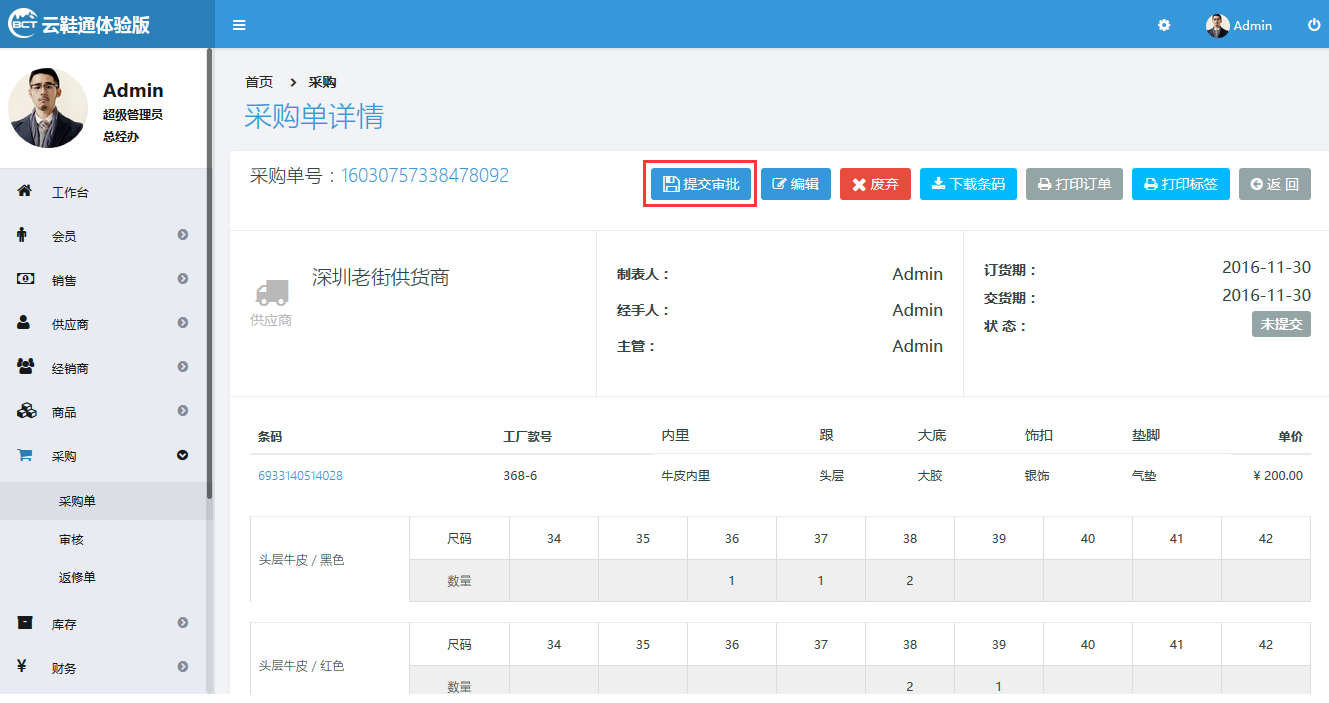 BCT 云鞋通体验版
Admin
Admin
超级管理员
总经办
工作台
会员
销售
供应商
经销商
商品
采购
采购单
审核
返修单
库存
¥ 财务
首页 > 采购
采购单详情
采购单号：16030757338478092
提交审批 编辑 废弃 下载条码 打印订单 打印标签 返 回
深圳老街供货商
供应商
制表人： Admin
经手人： Admin
主管： Admin
订货期： 2016-11-30
交货期： 2016-11-30
状 态： 未提交
条码 工厂款号 内里 跟 大底 饰扣 垫脚 单价
6933140514028 368-6 牛皮内里 头层 大胶 银饰 气垫 ¥ 200.00
头层牛皮 / 黑色
尺码 34 35 36 37 38 39 40 41 42
数量 1 1 2
头层牛皮 / 红色
尺码 34 35 36 37 38 39 40 41 42
数量 2 1